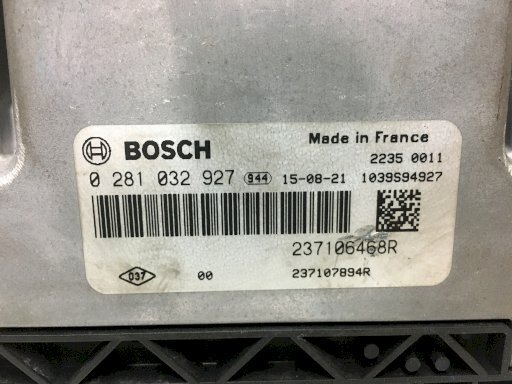 BOSCH Made in France
2235 0011
0 281 032 927 944 15-08-21 1039S94927
237106468R
037 00 237107894R